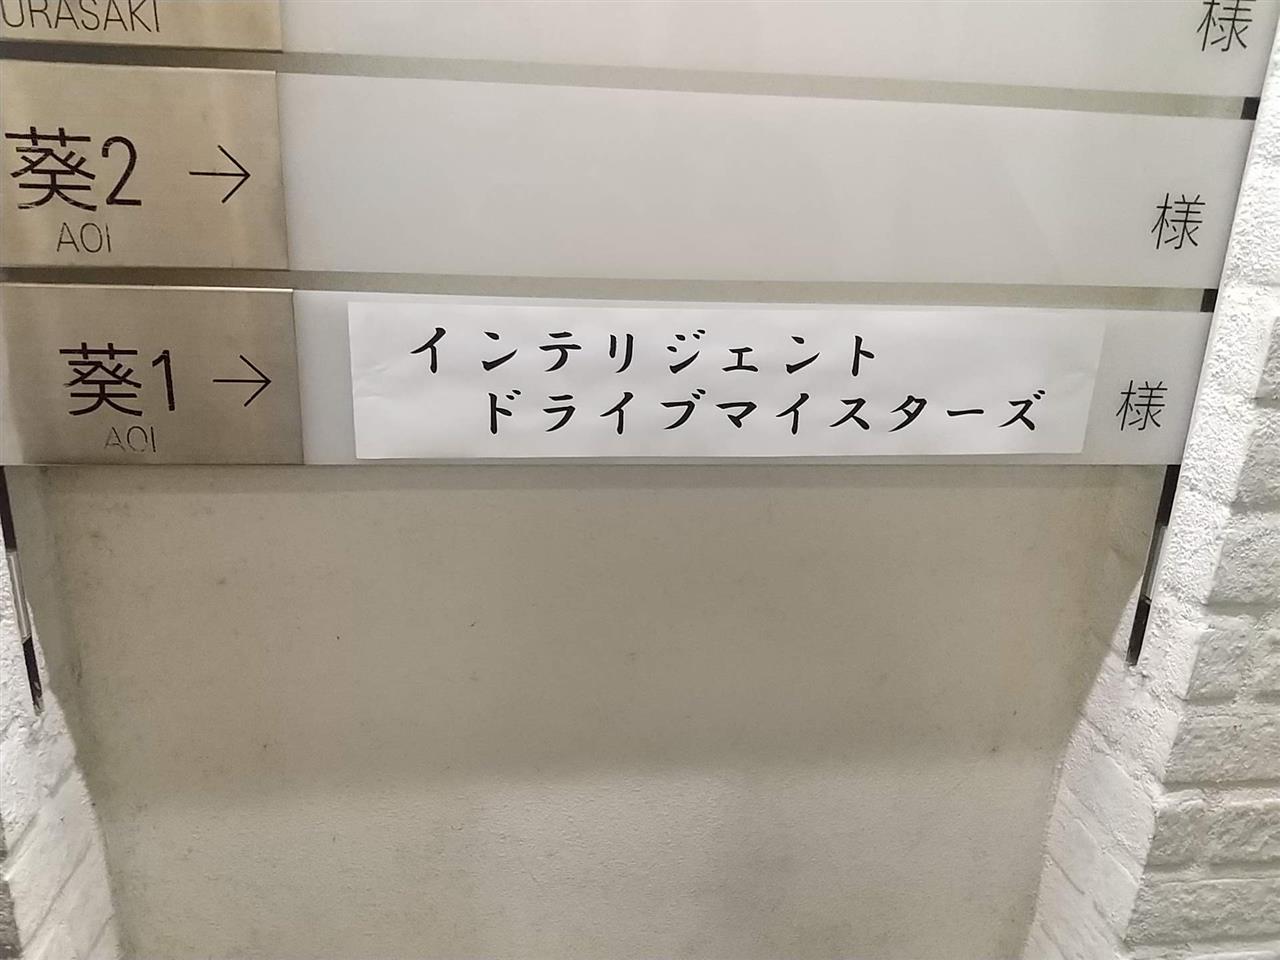 URASAKI
様
葵2 →
AOI
様
葵1 →
AOI
インテリジェント
ドライブマイスターズ
様